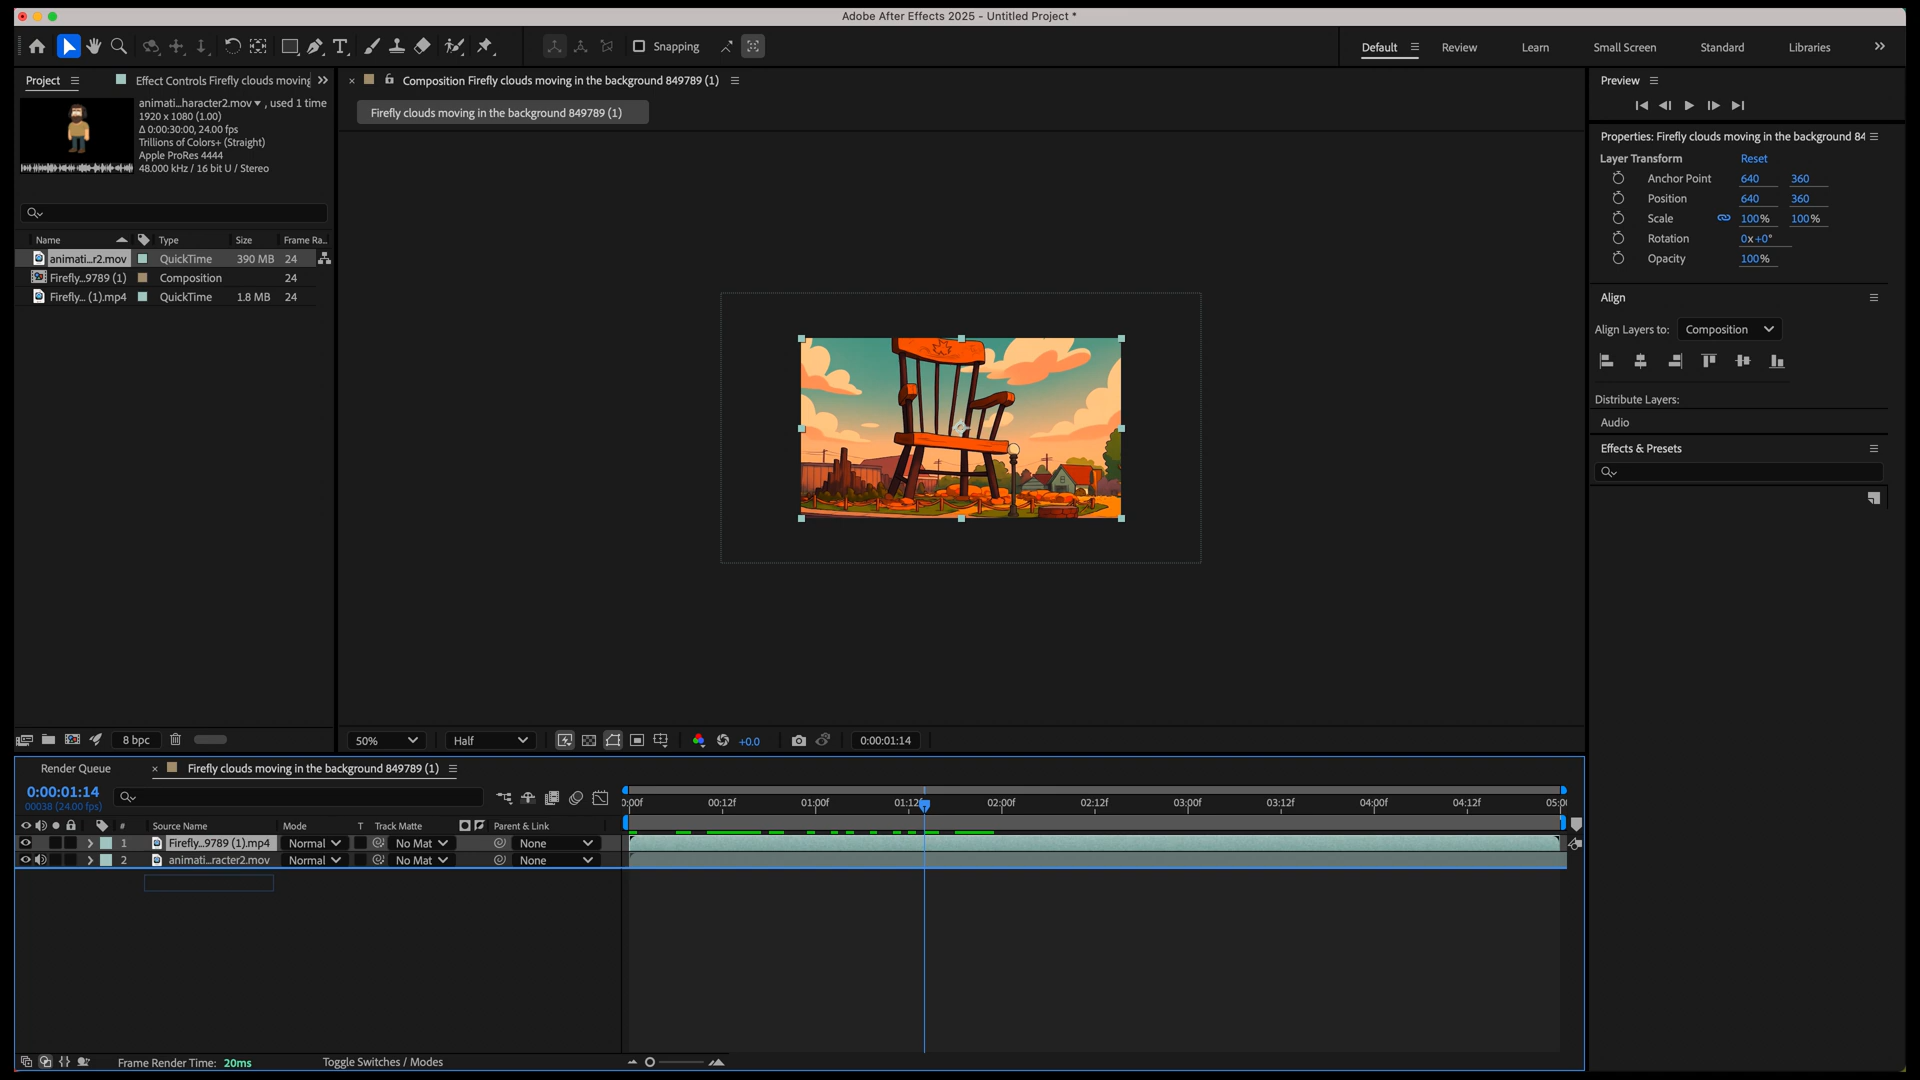 Adobe After Effects 2025 - Untitled Project *
Snapping
Default
Review
Learn
Small Screen
Standard
Libraries
Project
Effect Controls Firefly clouds moving
Composition Firefly clouds moving in the background 849789 (1)
Firefly clouds moving in the background 849789 (1)
animati...haracter2.mov , used 1 time
1920 x 1080 (1.00)
Δ 0:00:30:00, 24.00 fps
Trillions of Colors+ (Straight)
Apple ProRes 4444
48.000 kHz / 16 bit U / Stereo
Name Type Size Frame Ra...
animati...r2.mov QuickTime 390 MB 24
Firefly...9789 (1) Composition 24
Firefly... (1).mp4 QuickTime 1.8 MB 24
8 bpc
50%
Half
+0.0
0:00:01:14
Preview
Properties: Firefly clouds moving in the background 84
Layer Transform Reset
Anchor Point 640 360
Position 640 360
Scale 100% 100%
Rotation 0x+0°
Opacity 100%
Align
Align Layers to: Composition
Distribute Layers:
Audio
Effects & Presets
Render Queue
Firefly clouds moving in the background 849789 (1)
0:00:01:14
00038 (24.00 fps)
0:00f 00:12f 01:00f 01:12f 02:00f 02:12f 03:00f 03:12f 04:00f 04:12f 05:0
# Source Name Mode T Track Matte Parent & Link
1 Firefly...9789 (1).mp4 Normal No Mat None
2 animati...racter2.mov Normal No Mat None
Frame Render Time: 20ms
Toggle Switches / Modes